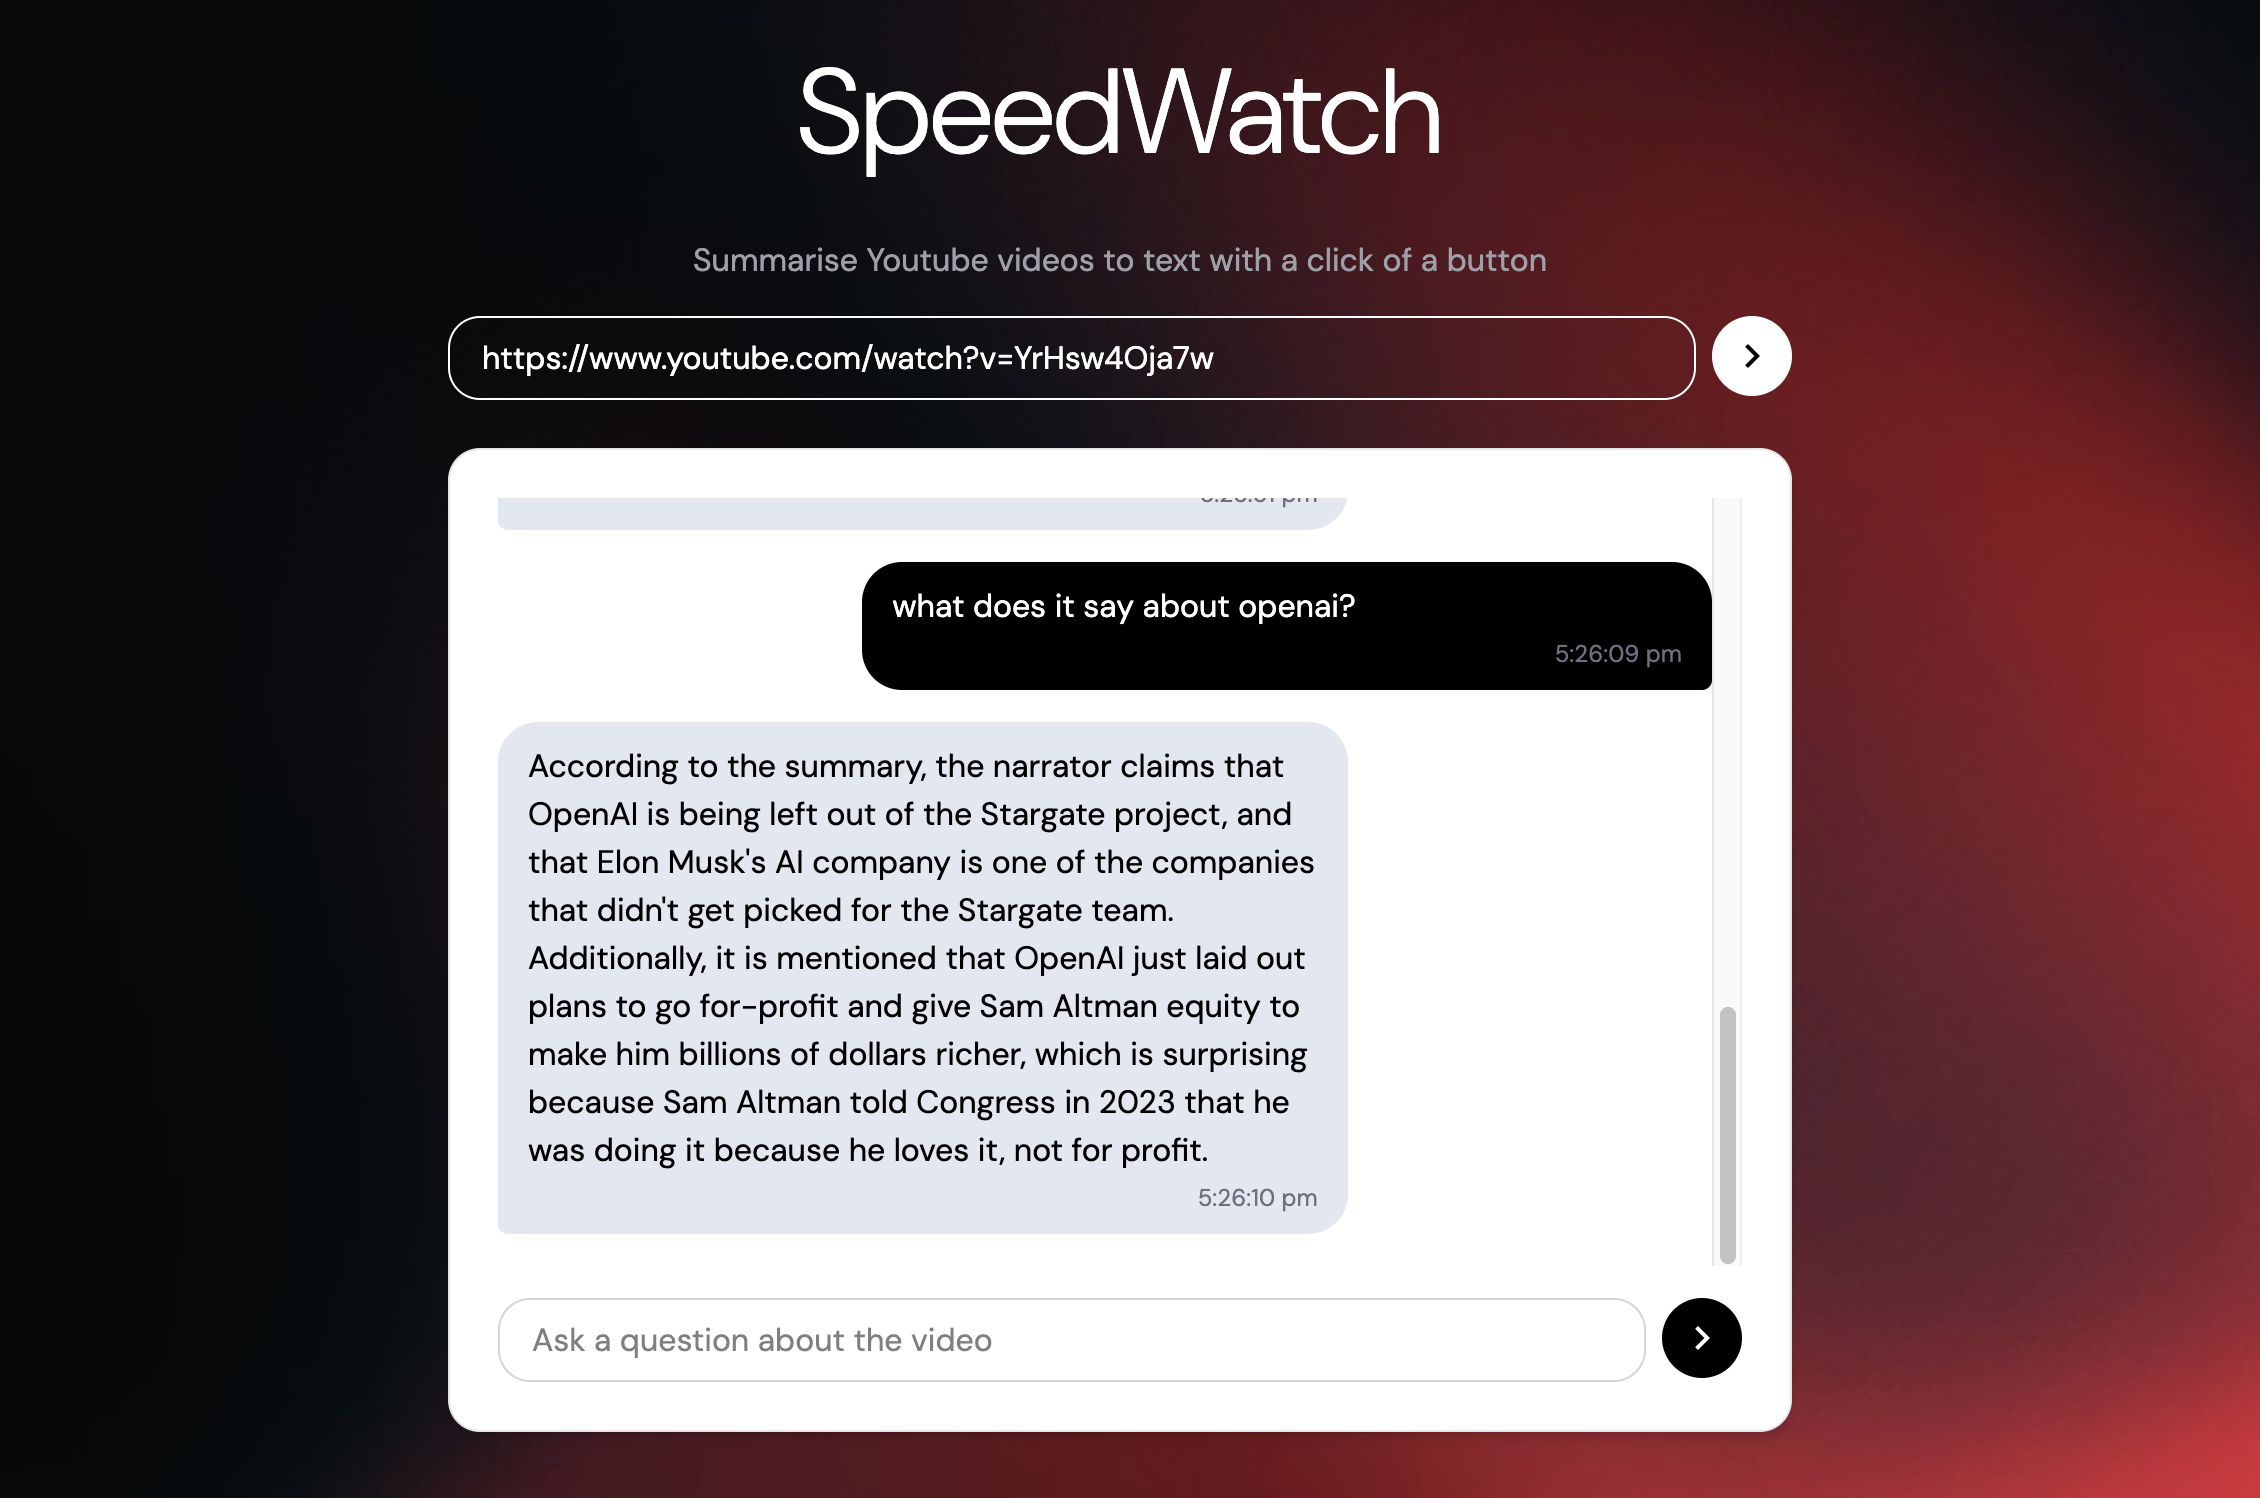 SpeedWatch
Summarise Youtube videos to text with a click of a button
https://www.youtube.com/watch?v=YrHsw4Oja7w
pm
what does it say about openai?
5:26:09 pm
According to the summary, the narrator claims that
OpenAI is being left out of the Stargate project, and
that Elon Musk's AI company is one of the companies
that didn't get picked for the Stargate team.
Additionally, it is mentioned that OpenAI just laid out
plans to go for-profit and give Sam Altman equity to
make him billions of dollars richer, which is surprising
because Sam Altman told Congress in 2023 that he
was doing it because he loves it, not for profit.
5:26:10 pm
Ask a question about the video